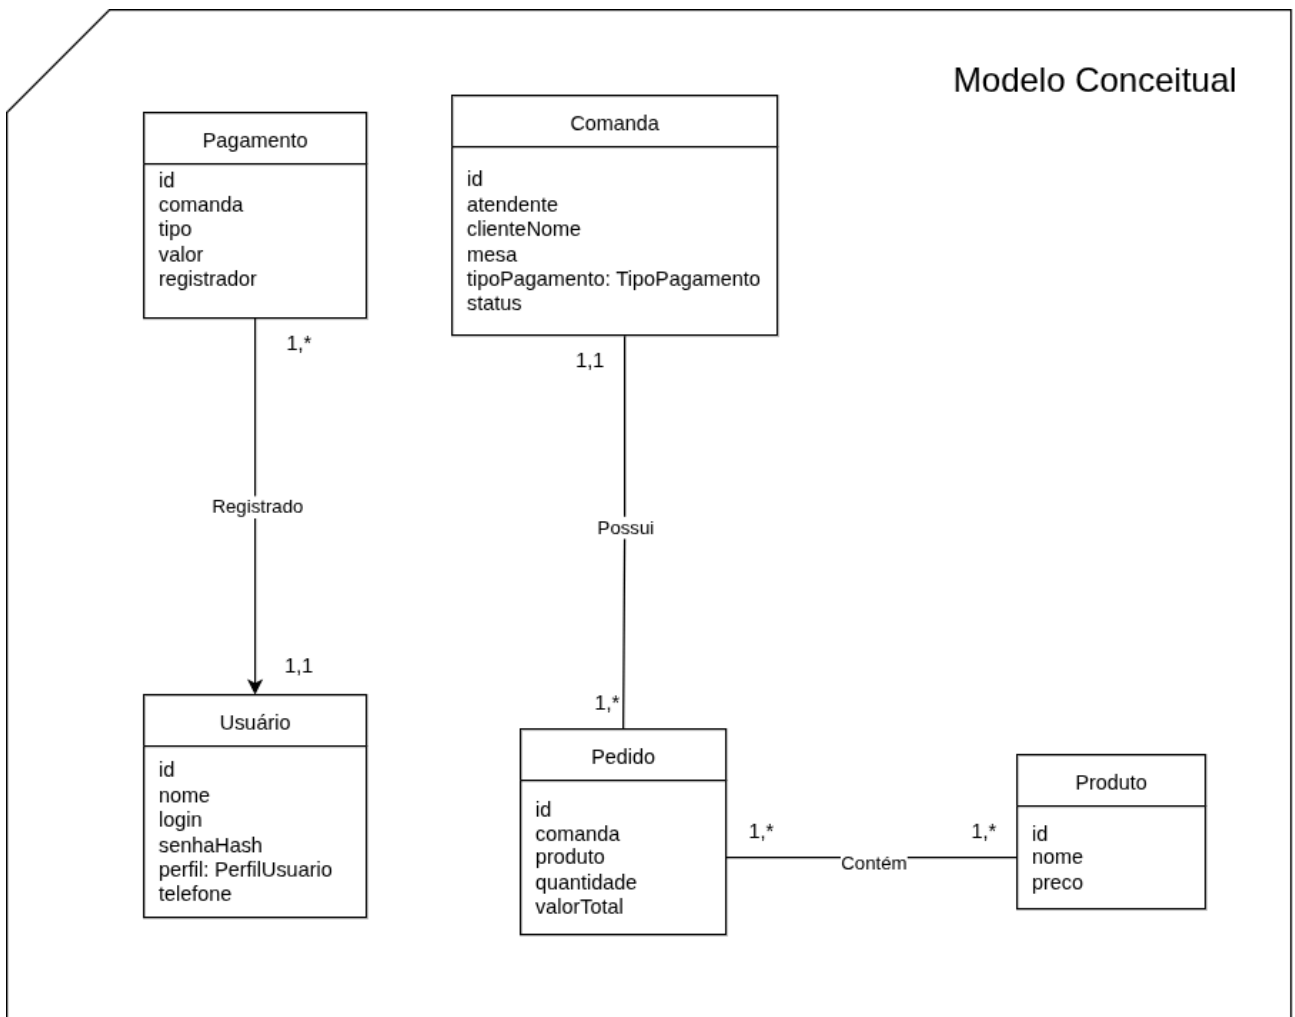 Modelo Conceitual
Pagamento
id
comanda
tipo
valor
registrador
1,*
Registrado
1,1
Usuário
id
nome
login
senhaHash
perfil: PerfilUsuario
telefone
Comanda
id
atendente
clienteNome
mesa
tipoPagamento: TipoPagamento
status
1,1
Possui
1,*
Pedido
id
comanda
produto
quantidade
valorTotal
1,*
Contém
1,*
Produto
id
nome
preco